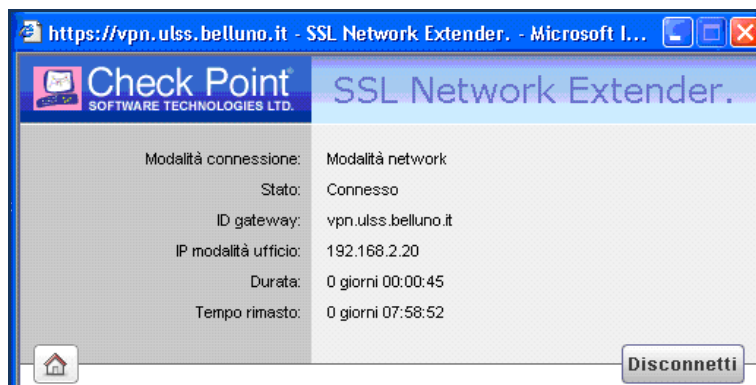 https://vpn.ulss.belluno.it - SSL Network Extender. - Microsoft I...
Check Point
SOFTWARE TECHNOLOGIES LTD.
SSL Network Extender.
Modalità connessione: Modalità network
Stato: Connesso
ID gateway: vpn.ulss.belluno.it
IP modalità ufficio: 192.168.2.20
Durata: 0 giorni 00:00:45
Tempo rimasto: 0 giorni 07:58:52
Disconnetti